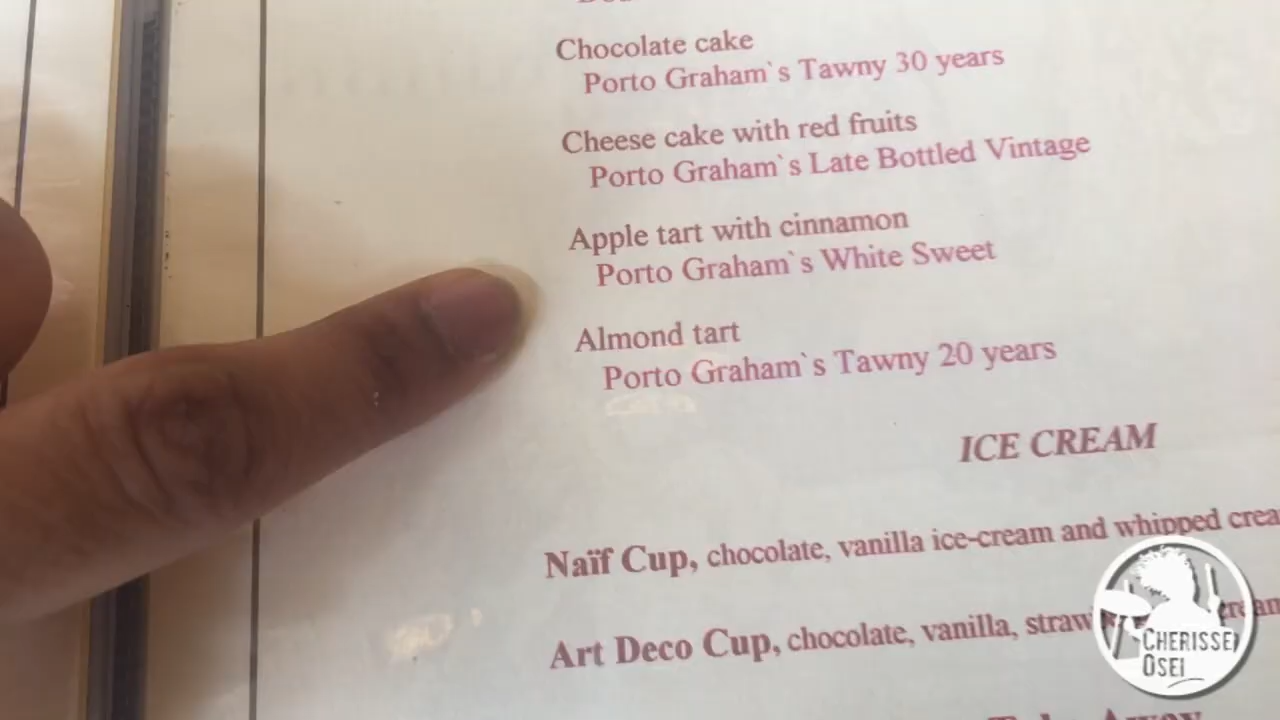 Chocolate cake
Porto Graham`s Tawny 30 years
Cheese cake with red fruits
Porto Graham`s Late Bottled Vintage
Apple tart with cinnamon
Porto Graham`s White Sweet
Almond tart
Porto Graham`s Tawny 20 years
ICE CREAM
Naïf Cup, chocolate, vanilla ice-cream and whipped
Art Deco Cup, chocolate, vanilla,
CHERISSE
OSEI